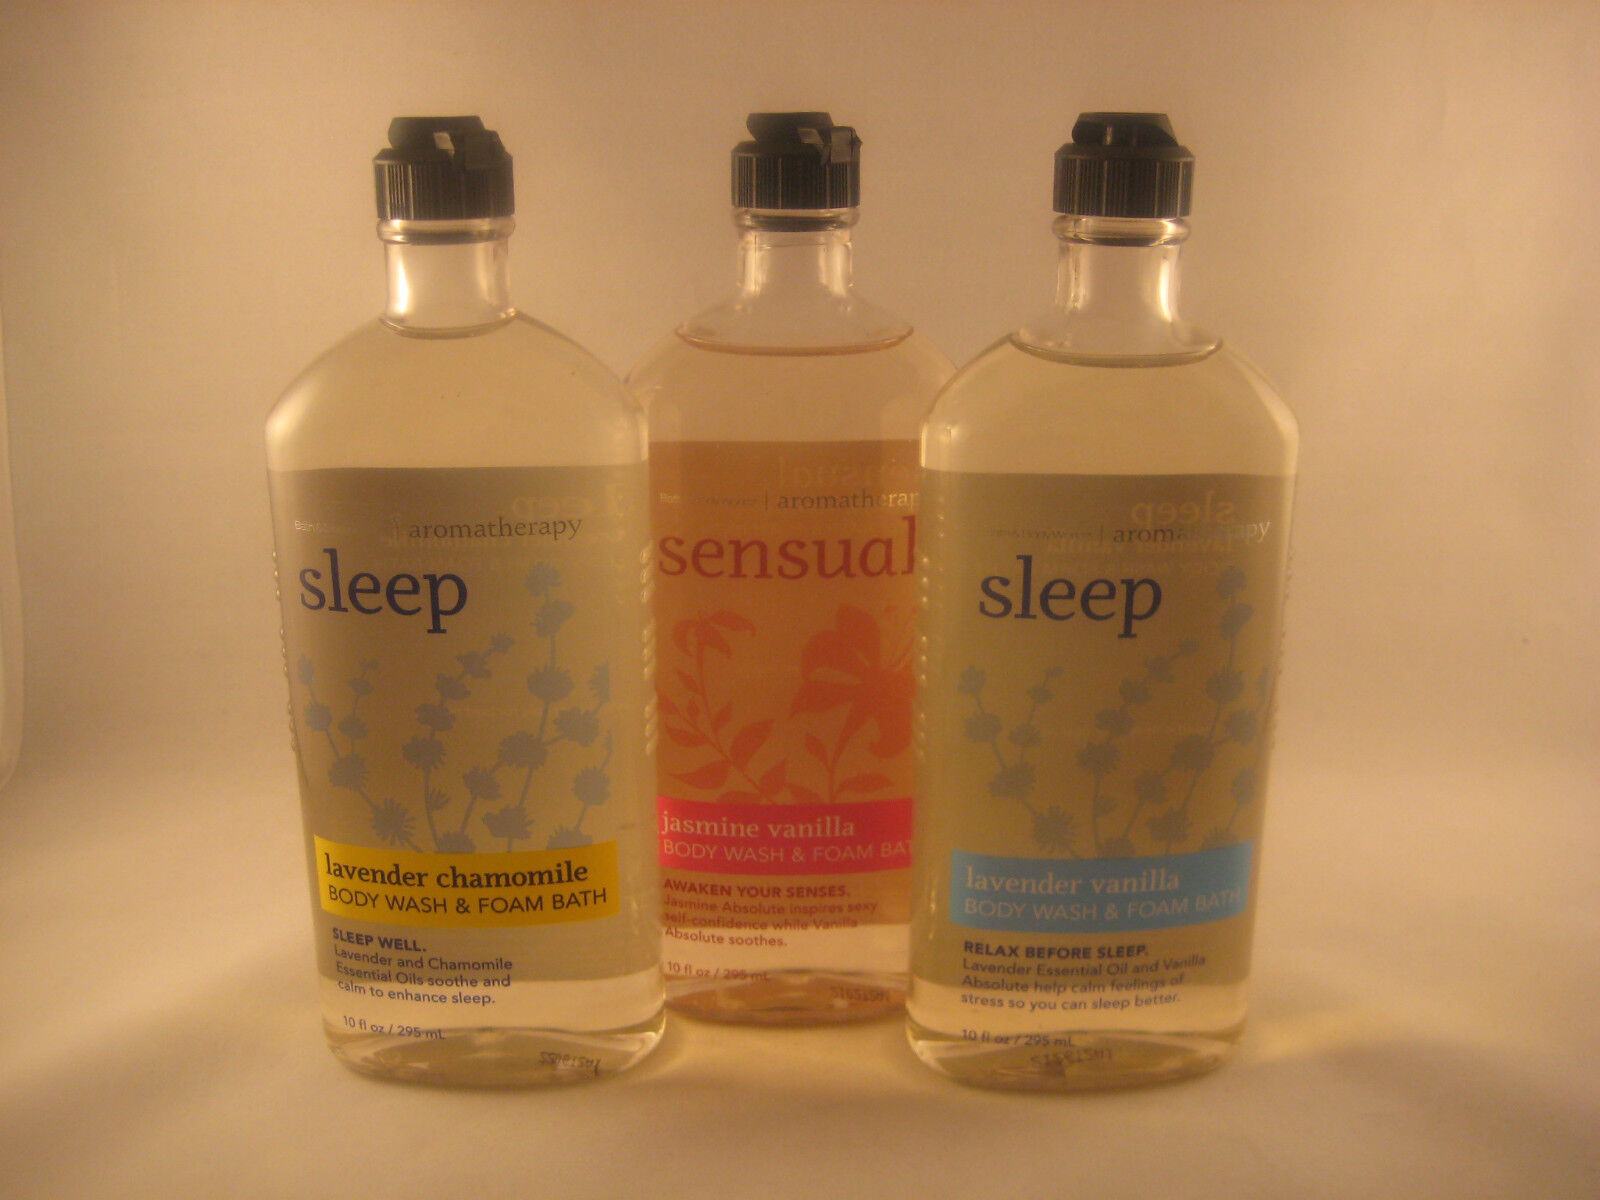 aromatherapy
sleep
lavender chamomile
BODY WASH & FOAM BATH
SLEEP WELL.
Lavender and Chamomile
Essential Oils soothe and
calm to enhance sleep.
10 fl oz / 295 mL
| aromatherap
sensual
jasmine vanilla
BODY WASH & FOAM BAT
AWAKEN YOUR SENSES.
Jasmine Absolute inspires sexy
self-confidence while Vanilla
Absolute soothes.
10 fl oz / 295 mL
| aromatherapy
sleep
lavender vanilla
BODY WASH & FOAM BATH
RELAX BEFORE SLEEP.
Lavender Essential Oil and Vanilla
Absolute help calm feelings of
stress so you can sleep better.
10 fl oz / 295 mL